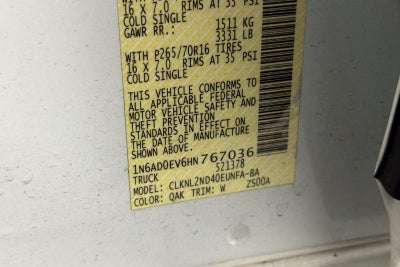 16 X 7.0 RIMS AT 35 PSI
COLD SINGLE
GAWR RR.: 1511 KG
3331 LB
WITH P265/70R16 TIRES
16 X 7.0 RIMS AT 35 PSI
COLD SINGLE
THIS VEHICLE CONFORMS TO
ALL APPLICABLE FEDERAL
MOTOR VEHICLE SAFETY AND
THEFT PREVENTION
STANDARDS IN EFFECT ON
THE DATE OF MANUFACTURE
SHOWN ABOVE.
1N6AD0EV6HN767036
TRUCK 521378
MODEL: CLKNL2ND40EUNFA-8A
COLOR: QAK TRIM: W Z500A